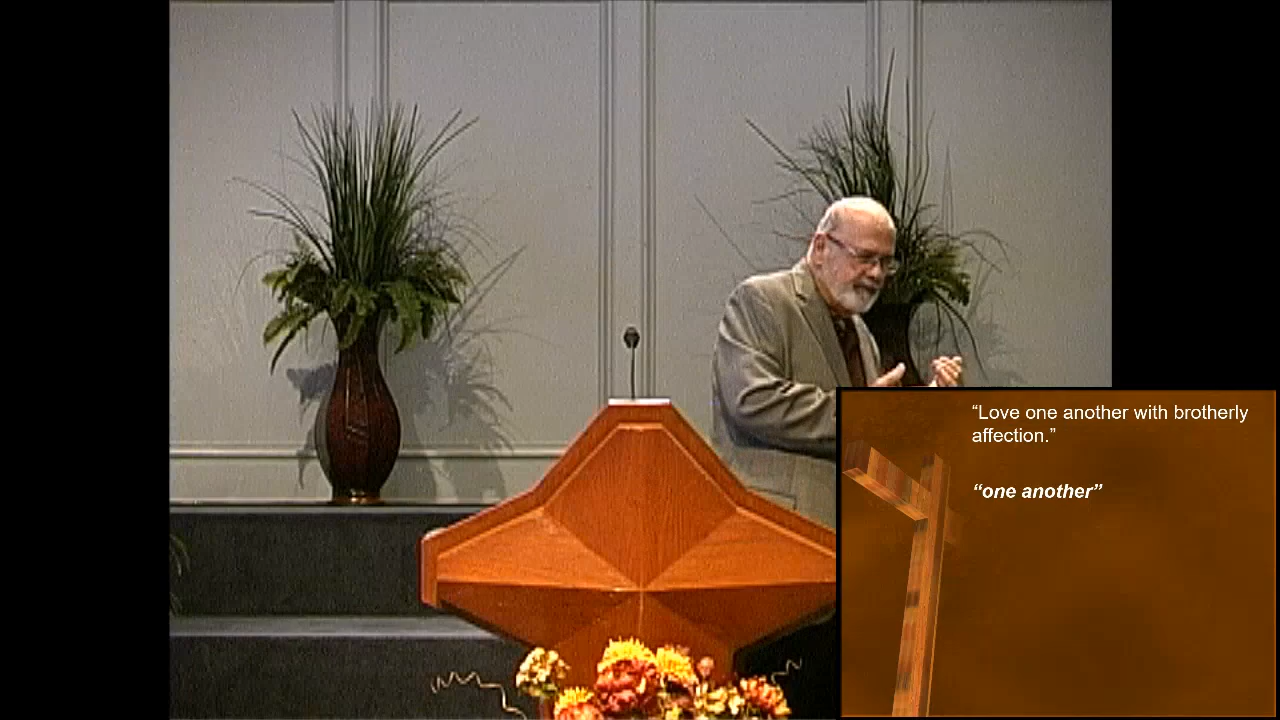 “Love one another with brotherly
affection.”
“one another”